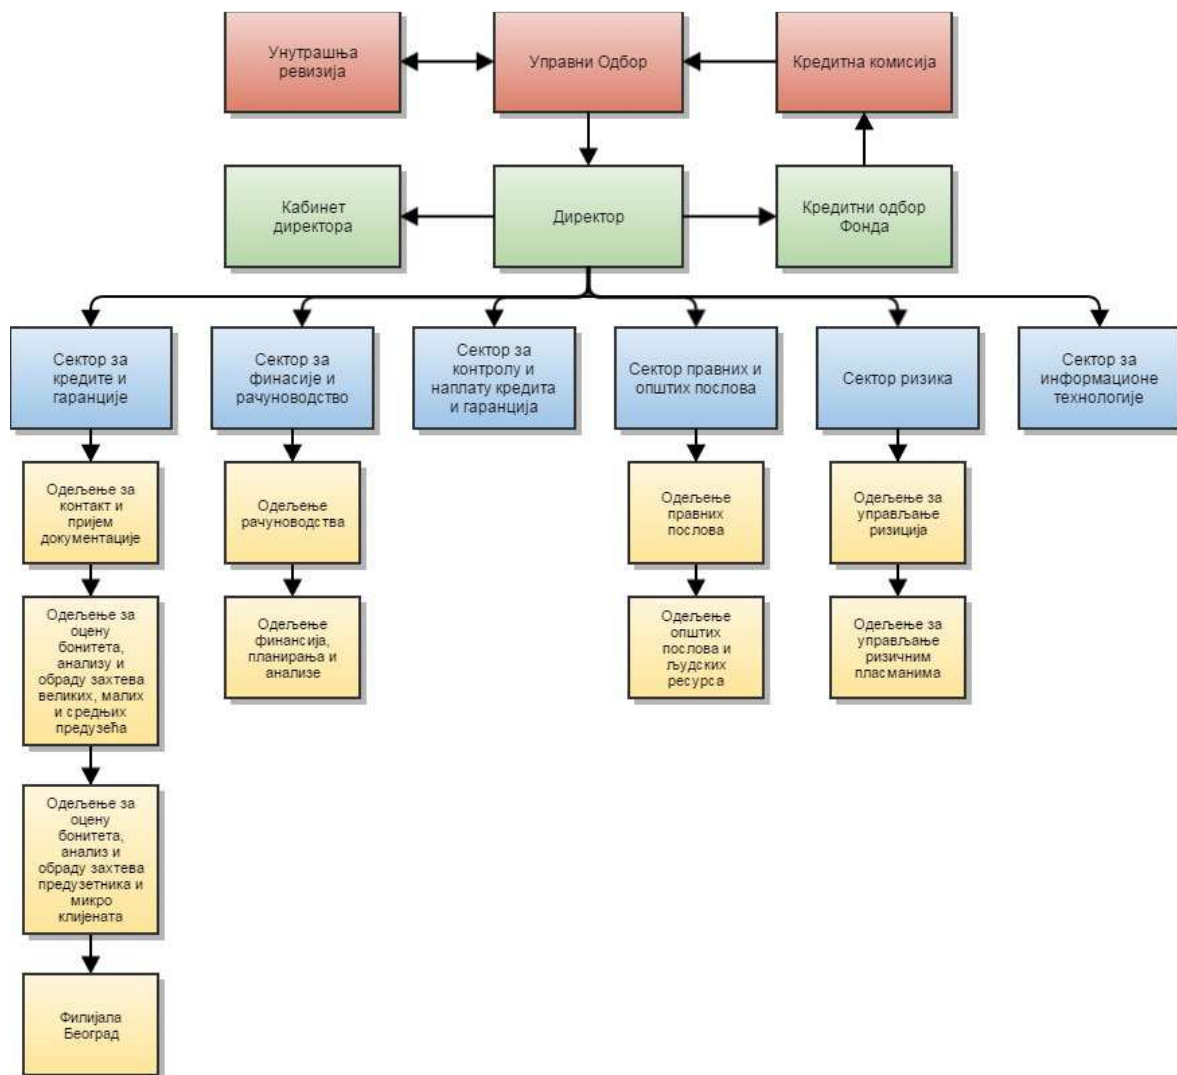 Унутрашња
ревизија
Управни Одбор
Кредитна комисија
Кабинет
директора
Директор
Кредитни одбор
Фонда
Сектор за
кредите и
гаранције
Сектор за
финасије и
рачуноводство
Сектор за
контролу и
наплату кредита
и гаранција
Сектор правних и
општих послова
Сектор ризика
Сектор за
информационе
технологије
Одељење за
контакт и
пријем
документације
Одељење
рачуноводства
Одељење
правних
послова
Одељење за
управљање
ризиција
Одељење за
оцену
бонитета,
анализу и
обраду захтева
великих, малих
и средњих
предузећа
Одељење
финансија,
планирања и
анализе
Одељење
општих
послова и
људских
ресурса
Одељење за
управљање
ризичним
пласманима
Одељење за
оцену
бонитета,
анализ и
обраду захтева
предузетника и
микро
клијената
Филијала
Београд